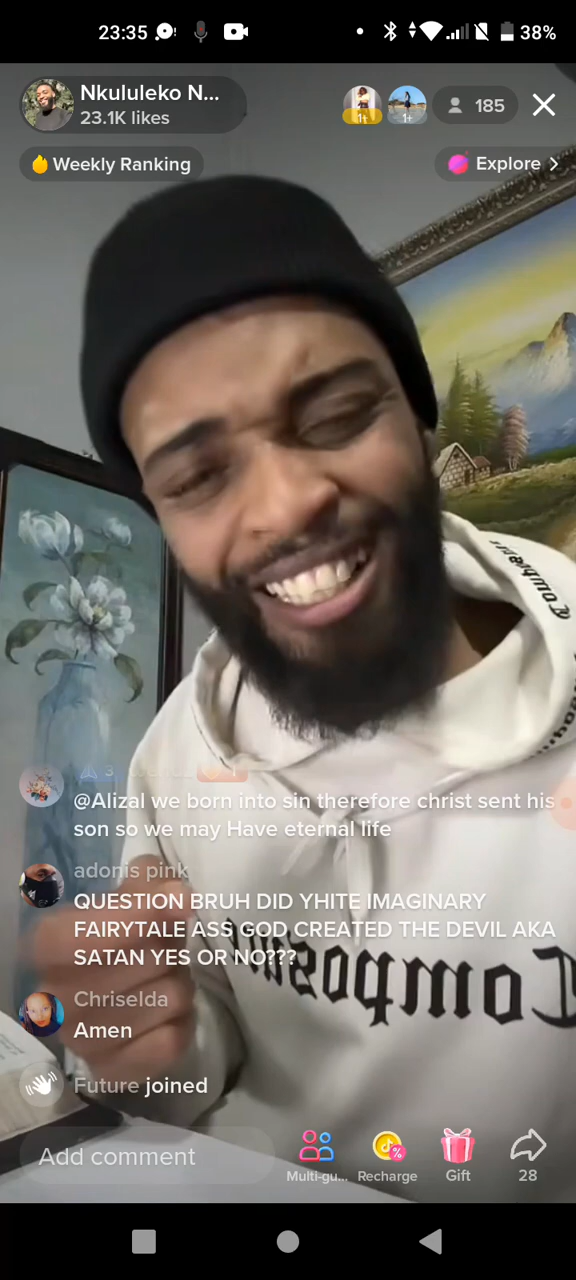 23:35
38%
Nkululeko N...
23.1K likes
1+
1+
185
Weekly Ranking
Explore
@Alizal we born into sin therefore christ sent his
son so we may Have eternal life
adonis pink
QUESTION BRUH DID YHITE IMAGINARY
FAIRYTALE ASS GOD CREATED THE DEVIL AKA
SATAN YES OR NO???
Chriselda
Amen
Future joined
Add comment
Multi-gu...
Recharge
Gift
28